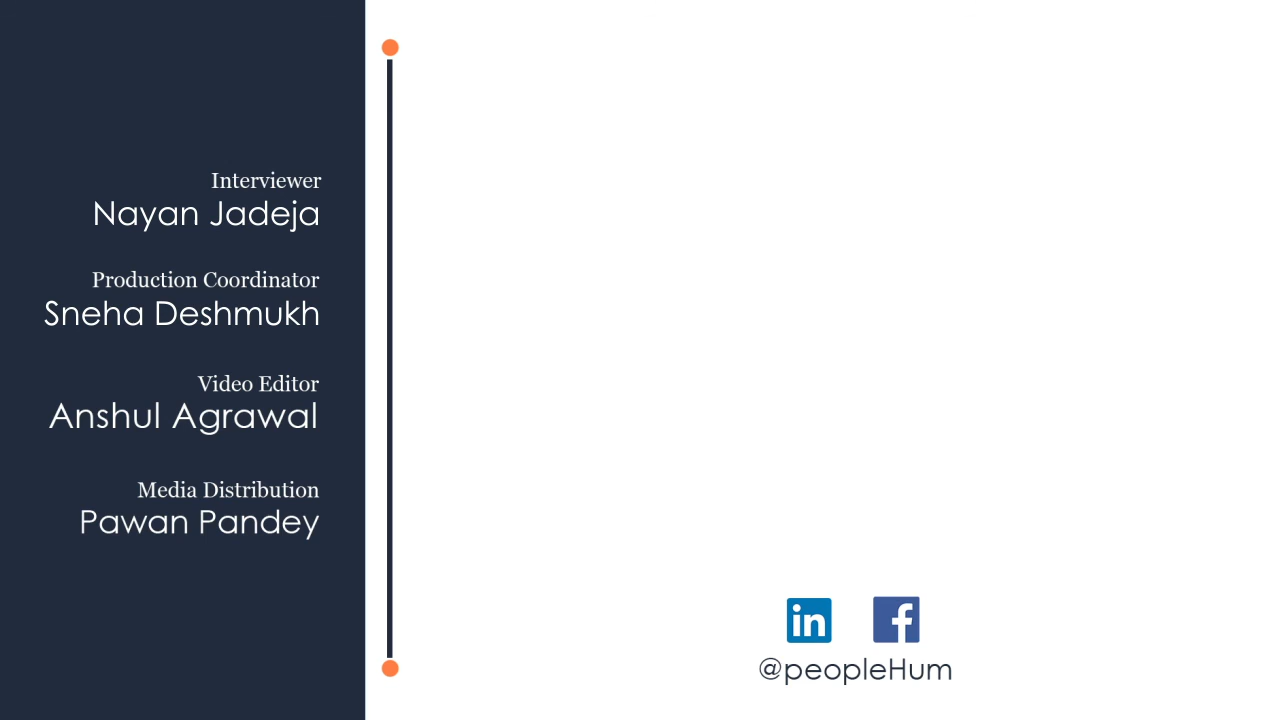 Interviewer
Nayan Jadeja
Production Coordinator
Sneha Deshmukh
Video Editor
Anshul Agrawal
Media Distribution
Pawan Pandey
in f
@peopleHum